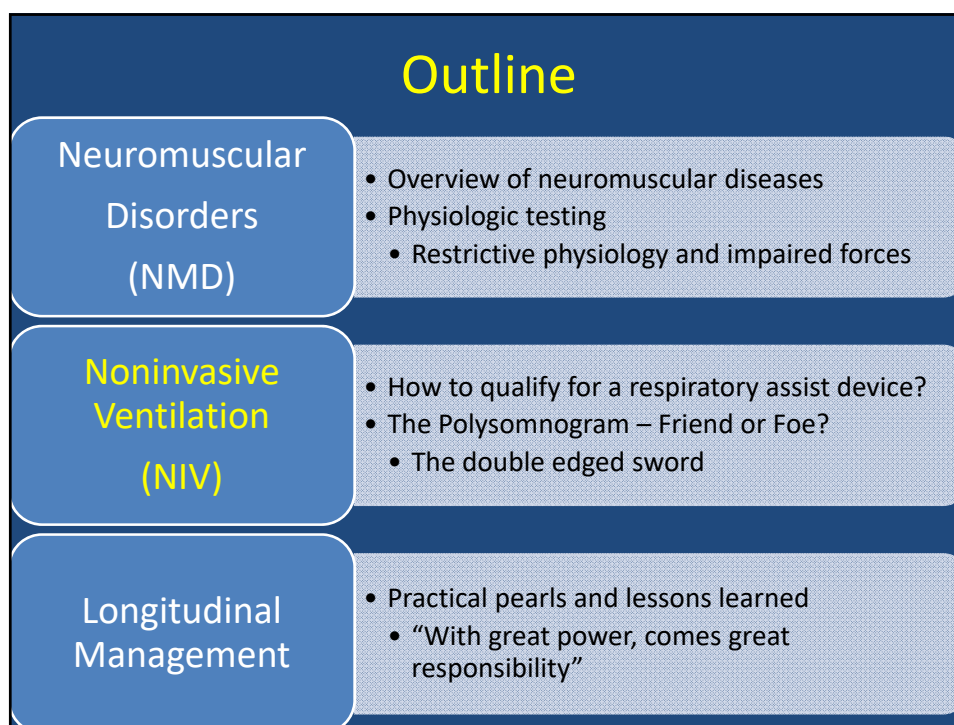 Outline
Neuromuscular
Disorders
(NMD)
• Overview of neuromuscular diseases
• Physiologic testing
• Restrictive physiology and impaired forces
Noninvasive
Ventilation
(NIV)
• How to qualify for a respiratory assist device?
• The Polysomnogram – Friend or Foe?
• The double edged sword
Longitudinal
Management
• Practical pearls and lessons learned
• “With great power, comes great
responsibility”